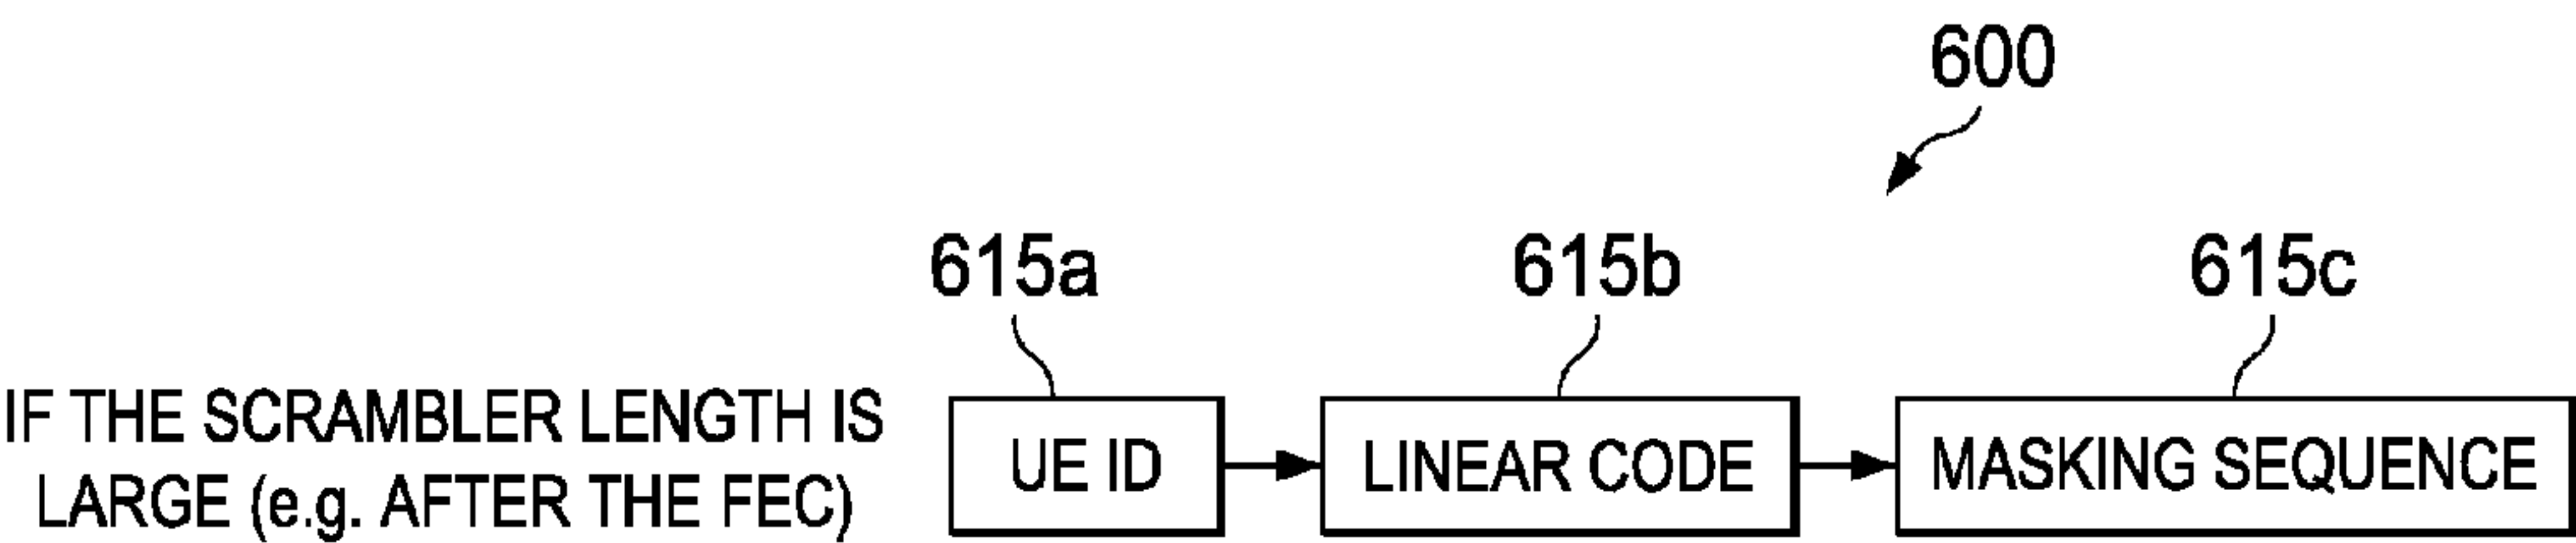 600
615a
615b
615c
IF THE SCRAMBLER LENGTH IS
LARGE (e.g. AFTER THE FEC)
UE ID
LINEAR CODE
MASKING SEQUENCE